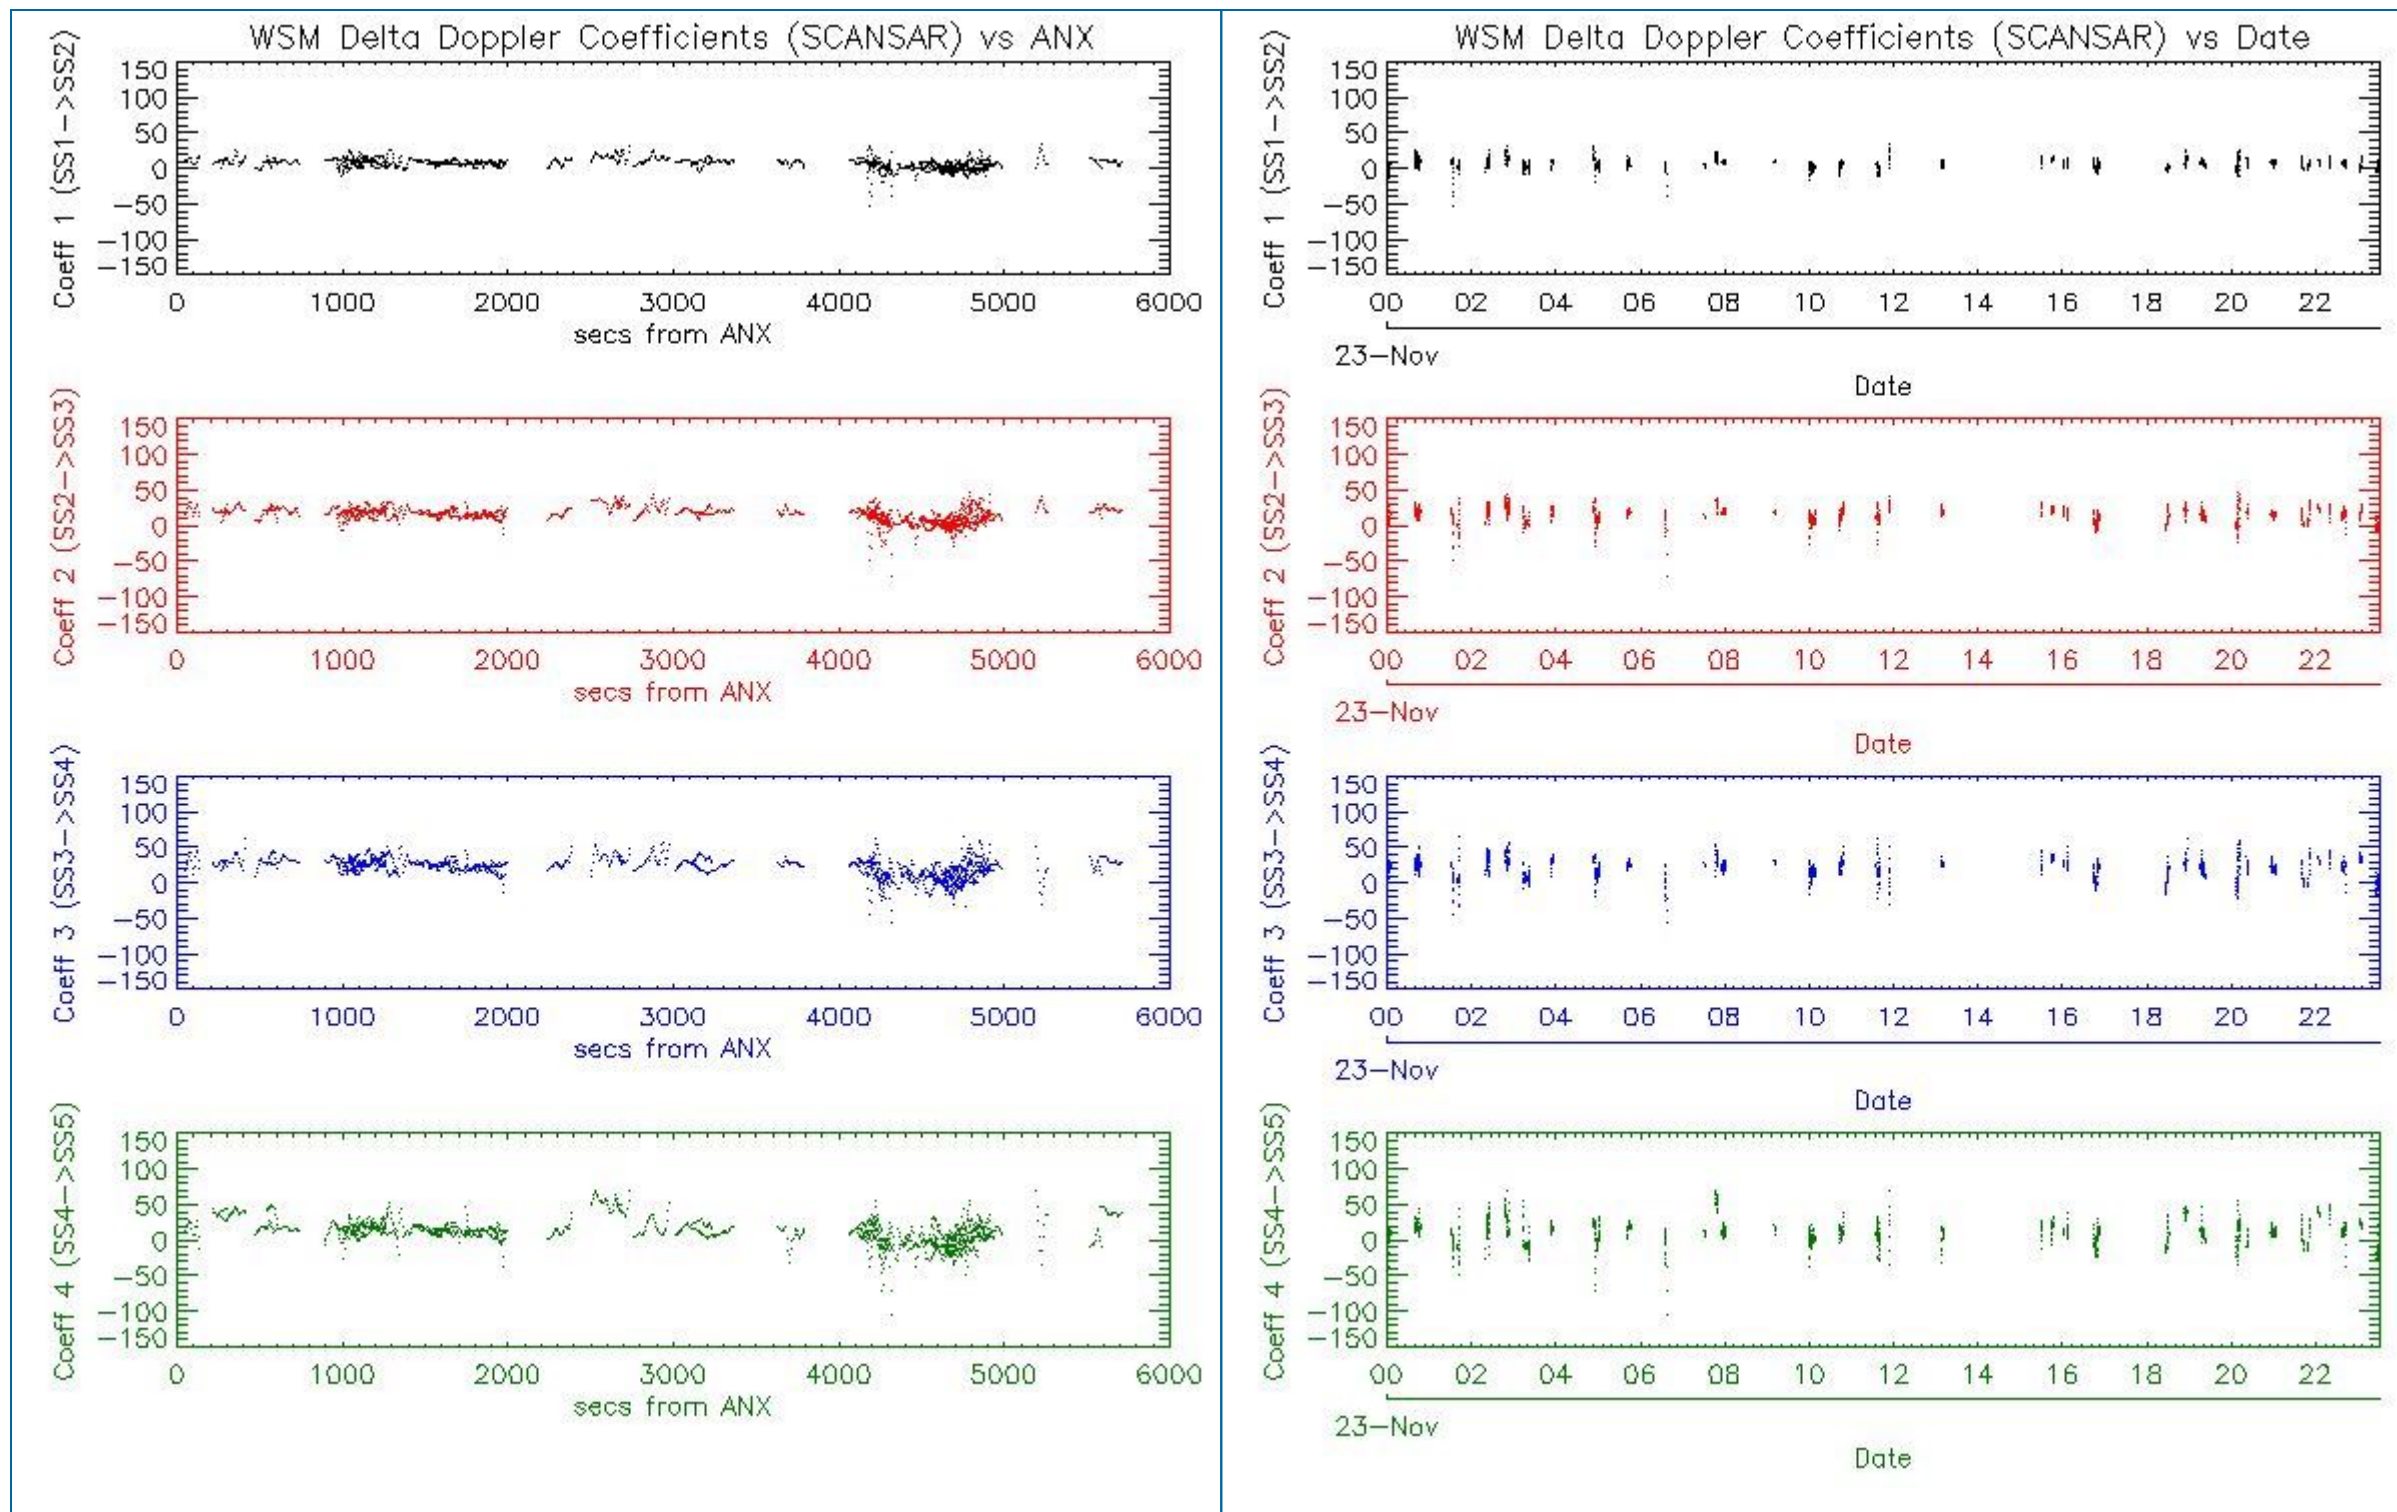 WSM Delta Doppler Coefficients (SCANSAR) vs ANX
Coeff 1 (SS1->SS2)
150
100
50
0
-50
-100
-150
0 1000 2000 3000 4000 5000 6000
secs from ANX
Coeff 2 (SS2->SS3)
150
100
50
0
-50
-100
-150
0 1000 2000 3000 4000 5000 6000
secs from ANX
Coeff 3 (SS3->SS4)
150
100
50
0
-50
-100
-150
0 1000 2000 3000 4000 5000 6000
secs from ANX
Coeff 4 (SS4->SS5)
150
100
50
0
-50
-100
-150
0 1000 2000 3000 4000 5000 6000
secs from ANX
WSM Delta Doppler Coefficients (SCANSAR) vs Date
Coeff 1 (SS1->SS2)
150
100
50
0
-50
-100
-150
00 02 04 06 08 10 12 14 16 18 20 22
23-Nov
Date
Coeff 2 (SS2->SS3)
150
100
50
0
-50
-100
-150
00 02 04 06 08 10 12 14 16 18 20 22
23-Nov
Date
Coeff 3 (SS3->SS4)
150
100
50
0
-50
-100
-150
00 02 04 06 08 10 12 14 16 18 20 22
23-Nov
Date
Coeff 4 (SS4->SS5)
150
100
50
0
-50
-100
-150
00 02 04 06 08 10 12 14 16 18 20 22
23-Nov
Date